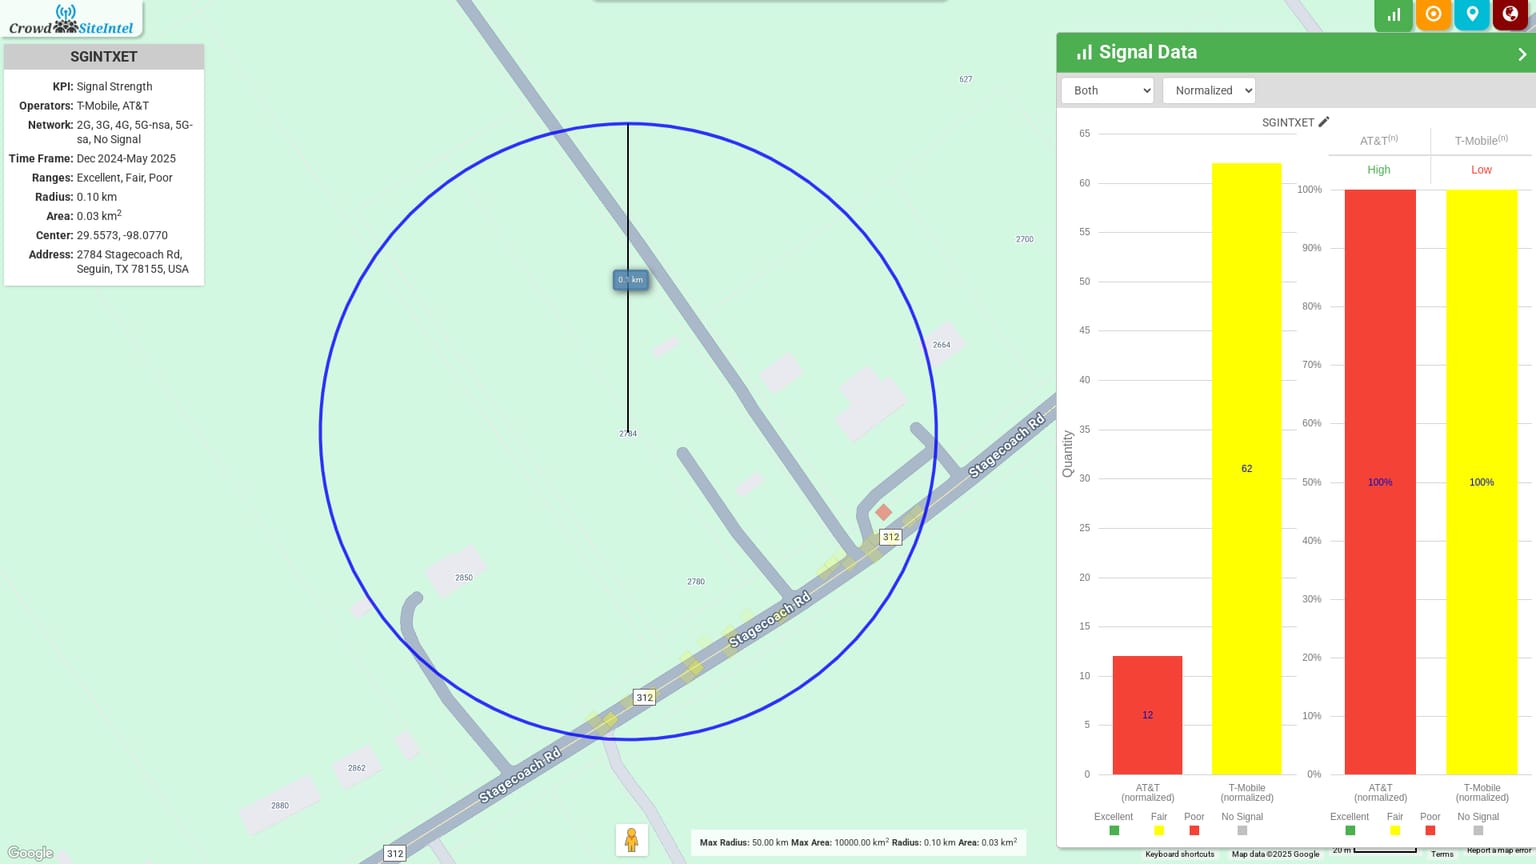 Crowd SiteIntel
SGINTXET
KPI: Signal Strength
Operators: T-Mobile, AT&T
Network: 2G, 3G, 4G, 5G-nsa, 5G-
sa, No Signal
Time Frame: Dec 2024-May 2025
Ranges: Excellent, Fair, Poor
Radius: 0.10 km
Area: 0.03 km²
Center: 29.5573, -98.0770
Address: 2784 Stagecoach Rd,
Seguin, TX 78155, USA
627
2700
0.1 km
2664
2784
Stagecoach Rd
312
2850
2780
Stagecoach Rd
312
Stagecoach Rd
2862
2880
312
Google
Max Radius: 50.00 km Max Area: 10000.00 km² Radius: 0.10 km Area: 0.03 km²
Signal Data
Both
Normalized
SGINTXET
AT&T(n)
T-Mobile(n)
High
Low
Quantity
65
60
55
50
45
40
35
30
25
20
15
10
5
0
62
12
AT&T
(normalized)
T-Mobile
(normalized)
Excellent
Fair
Poor
No Signal
100%
90%
80%
70%
60%
50%
40%
30%
20%
10%
0%
100%
100%
AT&T
(normalized)
T-Mobile
(normalized)
Excellent
Fair
Poor
No Signal
Keyboard shortcuts
Map data ©2025 Google
20 m
Terms
Report a map error